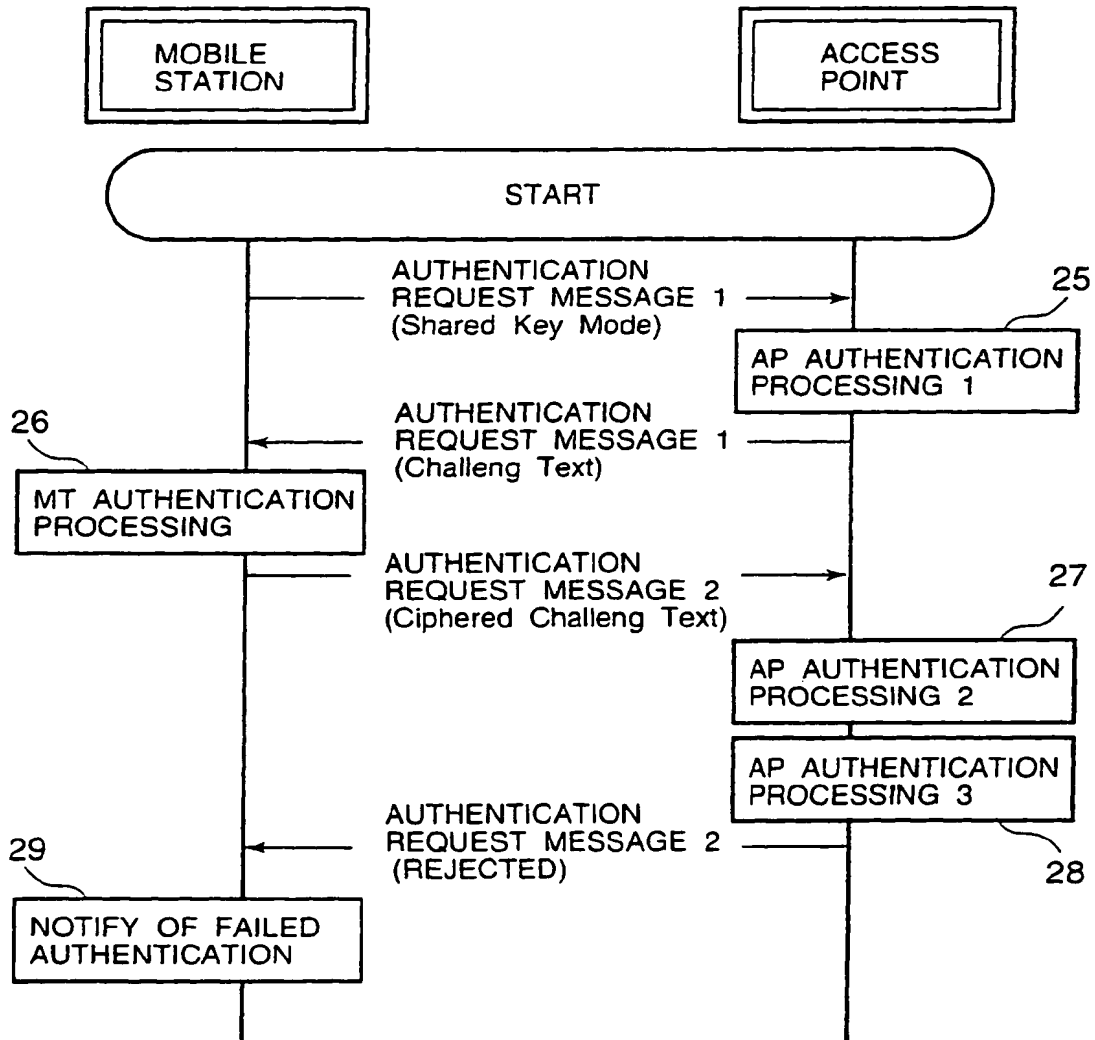 MOBILE
STATION
ACCESS
POINT
START
AUTHENTICATION
REQUEST MESSAGE 1
(Shared Key Mode)
25
AP AUTHENTICATION
PROCESSING 1
AUTHENTICATION
REQUEST MESSAGE 1
(Challeng Text)
26
MT AUTHENTICATION
PROCESSING
AUTHENTICATION
REQUEST MESSAGE 2
(Ciphered Challeng Text)
27
AP AUTHENTICATION
PROCESSING 2
AP AUTHENTICATION
PROCESSING 3
28
AUTHENTICATION
REQUEST MESSAGE 2
(REJECTED)
29
NOTIFY OF FAILED
AUTHENTICATION